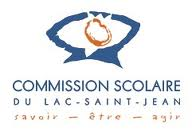 COMMISSION SCOLAIRE
DU LAC-SAINT-JEAN
savoir – être – agir